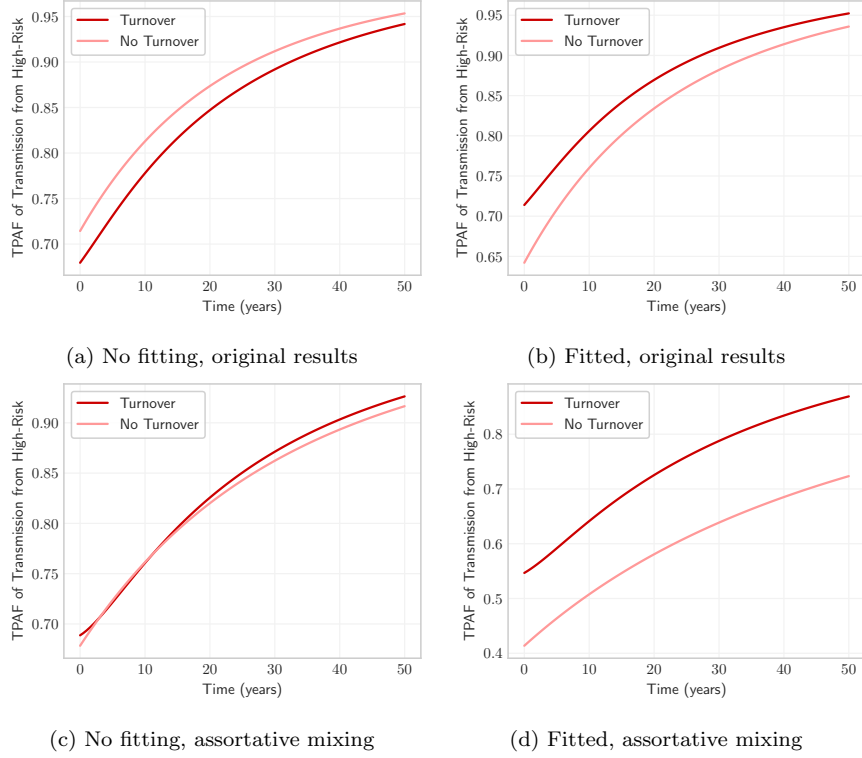 TPAF of Transmission from High-Risk
0.95
0.90
0.85
0.80
0.75
0.70
Turnover
No Turnover
0 10 20 30 40 50
Time (years)
(a) No fitting, original results
TPAF of Transmission from High-Risk
0.95
0.90
0.85
0.80
0.75
0.70
0.65
Turnover
No Turnover
0 10 20 30 40 50
Time (years)
(b) Fitted, original results
TPAF of Transmission from High-Risk
0.90
0.85
0.80
0.75
0.70
Turnover
No Turnover
0 10 20 30 40 50
Time (years)
(c) No fitting, assortative mixing
TPAF of Transmission from High-Risk
0.8
0.7
0.6
0.5
0.4
Turnover
No Turnover
0 10 20 30 40 50
Time (years)
(d) Fitted, assortative mixing